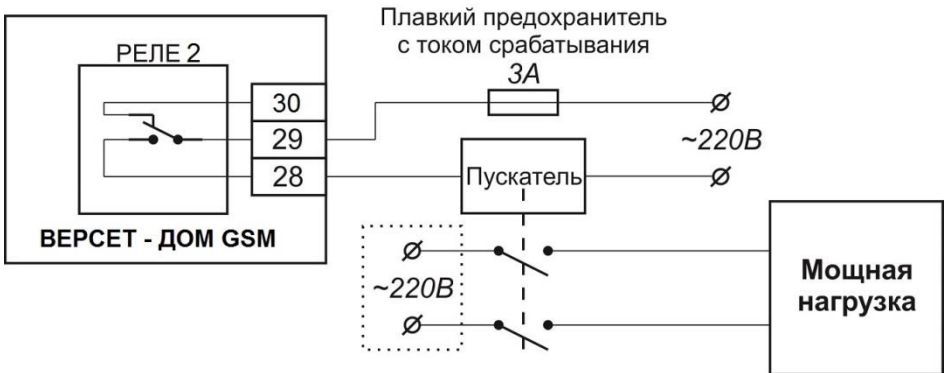 Плавкий предохранитель
с током срабатывания
3А
РЕЛЕ 2
30
29
28
~220В
Пускатель
ВЕРСЕТ - ДОМ GSM
~220В
Мощная
нагрузка